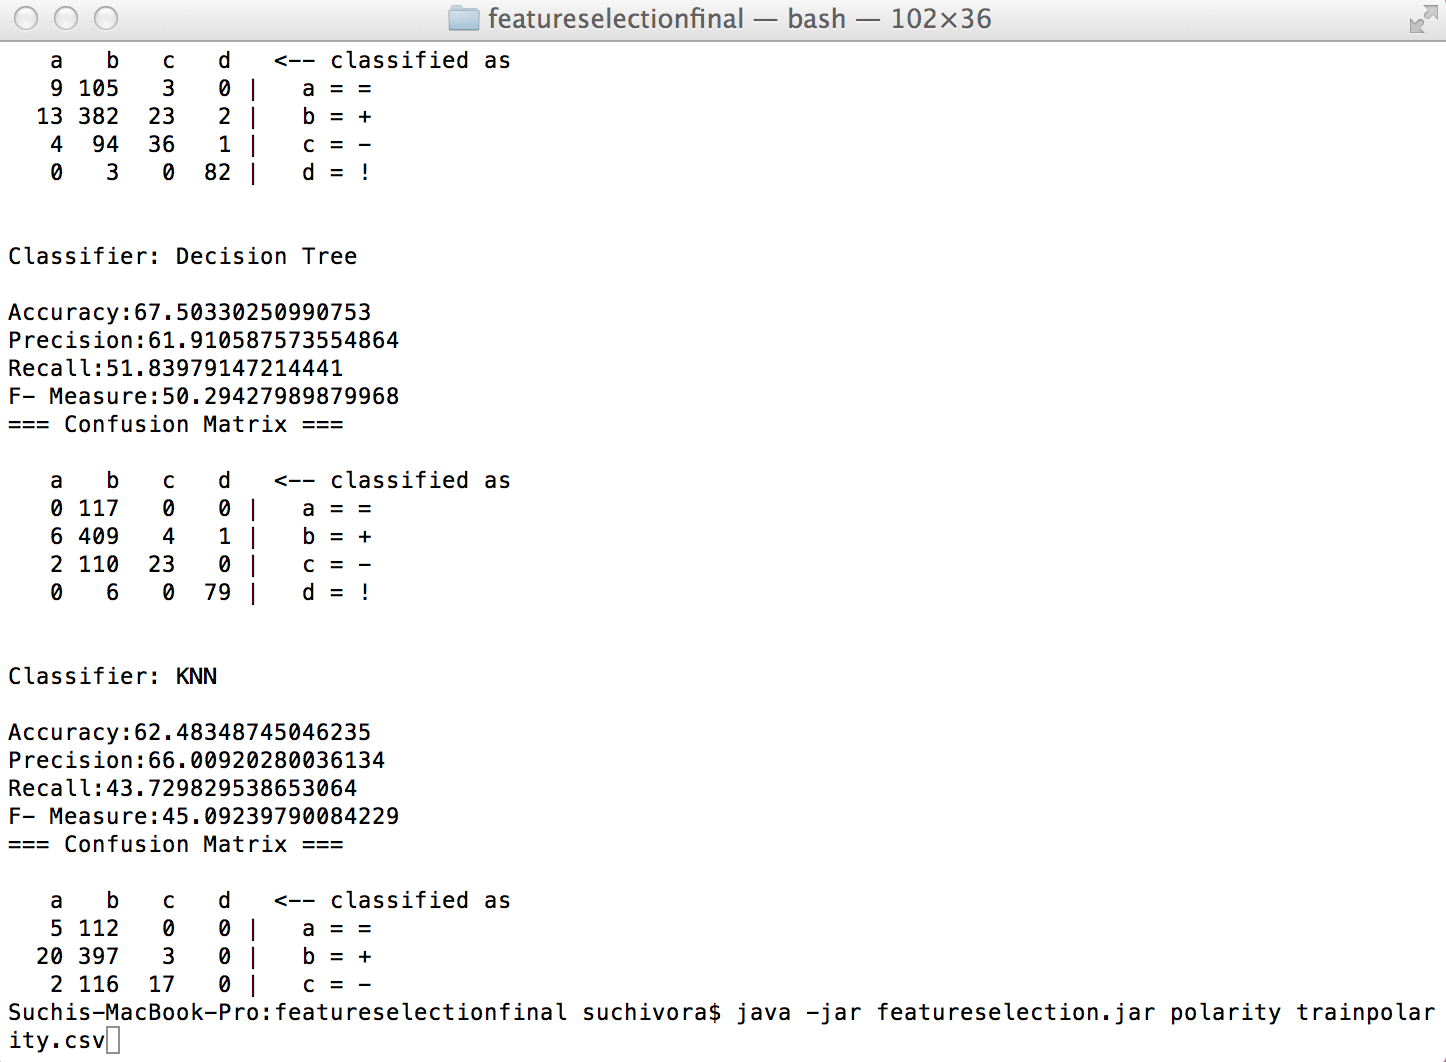 featureselectionfinal — bash — 102×36
a b c d <-- classified as
9 105 3 0 | a = =
13 382 23 2 | b = +
4 94 36 1 | c = -
0 3 0 82 | d = !
Classifier: Decision Tree
Accuracy:67.50330250990753
Precision:61.910587573554864
Recall:51.83979147214441
F- Measure:50.29427989879968
=== Confusion Matrix ===
a b c d <-- classified as
0 117 0 0 | a = =
6 409 4 1 | b = +
2 110 23 0 | c = -
0 6 0 79 | d = !
Classifier: KNN
Accuracy:62.48348745046235
Precision:66.00920280036134
Recall:43.729829538653064
F- Measure:45.09239790084229
=== Confusion Matrix ===
a b c d <-- classified as
5 112 0 0 | a = =
20 397 3 0 | b = +
2 116 17 0 | c = -
Suchis-MacBook-Pro:featureselectionfinal suchivora$ java -jar featureselection.jar polarity trainpolar
ity.csv